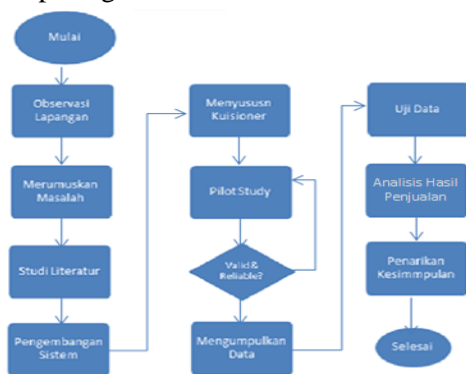 Mulai
Observasi
Lapangan
Merumuskan
Masalah
Studi Literatur
Pengembangan
Sistem
Menyususn
Kuisioner
Pilot Study
Valid &
Reliable?
Mengumpulkan
Data
Uji Data
Analisis Hasil
Penjualan
Penarikan
Kesimmpulan
Selesai